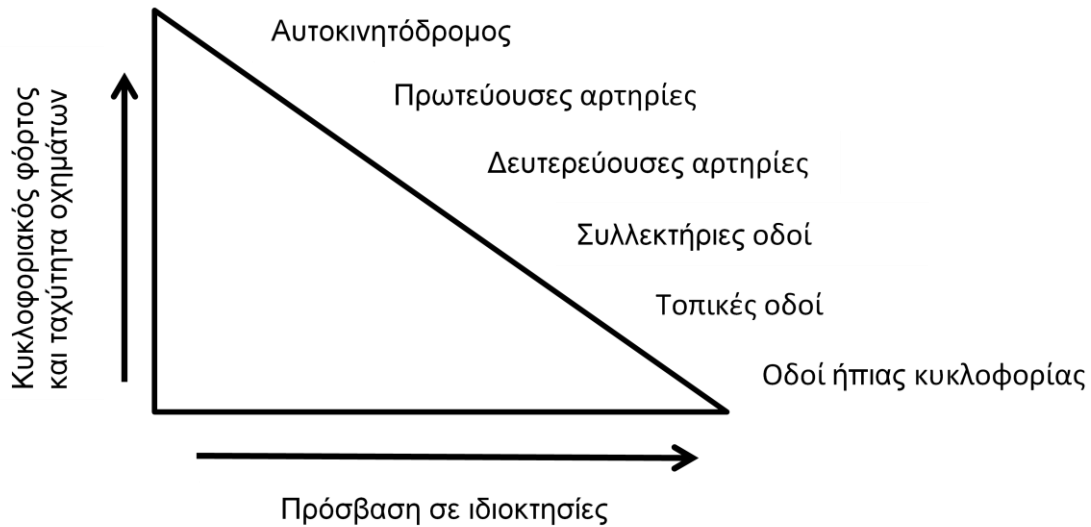 Αυτοκινητόδρομος
Πρωτεύουσες αρτηρίες
Δευτερεύουσες αρτηρίες
Συλλεκτήριες οδοί
Τοπικές οδοί
Οδοί ήπιας κυκλοφορίας
Κυκλοφοριακός φόρτος
και ταχύτητα οχημάτων
Πρόσβαση σε ιδιοκτησίες